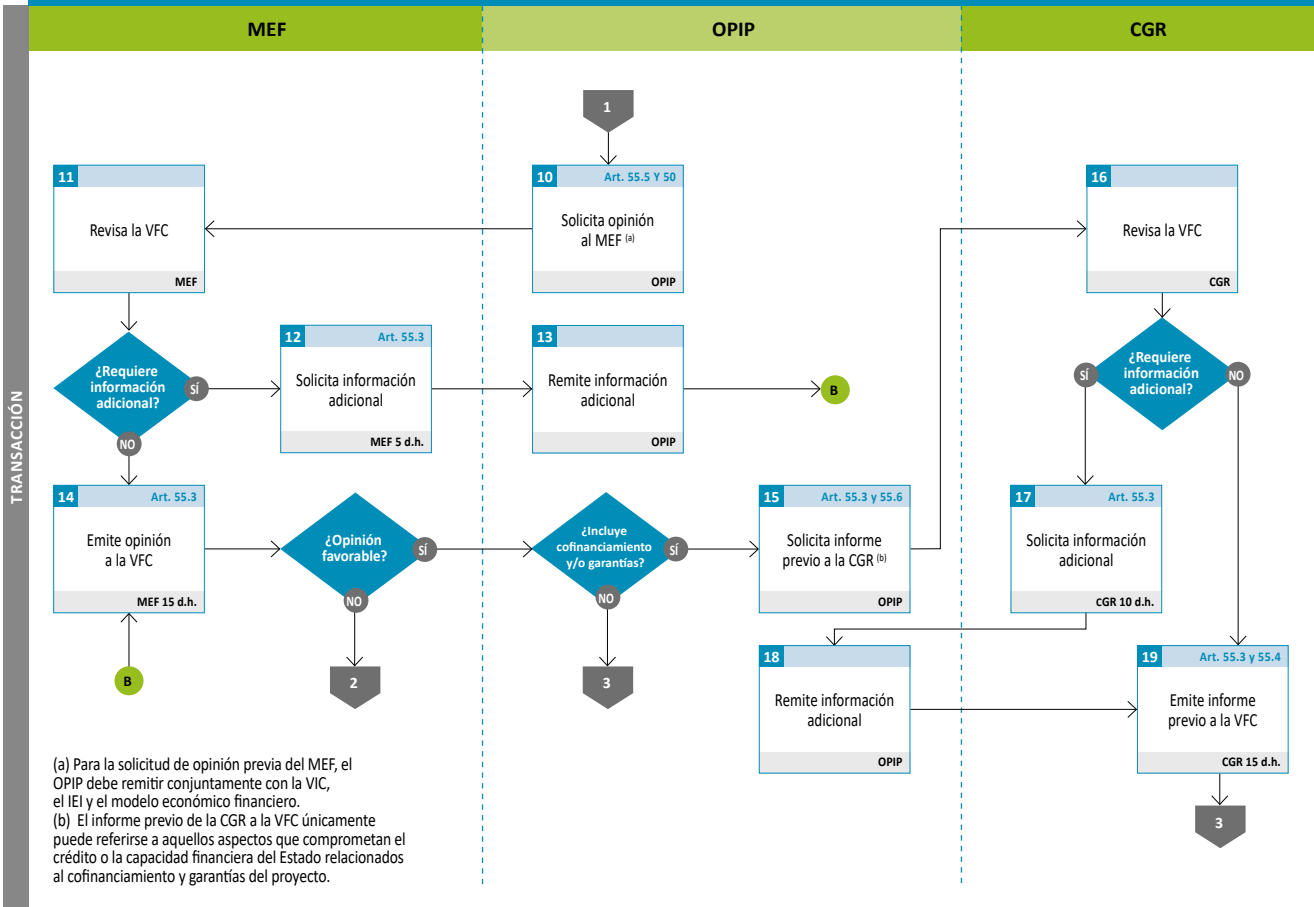 MEF
OPIP
CGR
TRANSACCIÓN
1
11
Revisa la VFC
MEF
10
Art. 55.5 Y 50
Solicita opinión
al MEF (a)
OPIP
16
Revisa la VFC
CGR
¿Requiere
información
adicional?
SÍ
NO
12
Art. 55.3
Solicita información
adicional
MEF 5 d.h.
13
Remite información
adicional
OPIP
B
¿Requiere
información
adicional?
SÍ
NO
14
Art. 55.3
Emite opinión
a la VFC
MEF 15 d.h.
B
¿Opinión
favorable?
SÍ
NO
2
¿Incluye
cofinanciamiento
y/o garantías?
SÍ
NO
3
15
Art. 55.3 y 55.6
Solicita informe
previo a la CGR (b)
OPIP
17
Art. 55.3
Solicita información
adicional
CGR 10 d.h.
18
Remite información
adicional
OPIP
19
Art. 55.3 y 55.4
Emite informe
previo a la VFC
CGR 15 d.h.
3
(a) Para la solicitud de opinión previa del MEF, el
OPIP debe remitir conjuntamente con la VIC,
el IEI y el modelo económico financiero.
(b) El informe previo de la CGR a la VFC únicamente
puede referirse a aquellos aspectos que comprometan el
crédito o la capacidad financiera del Estado relacionados
al cofinanciamiento y garantías del proyecto.